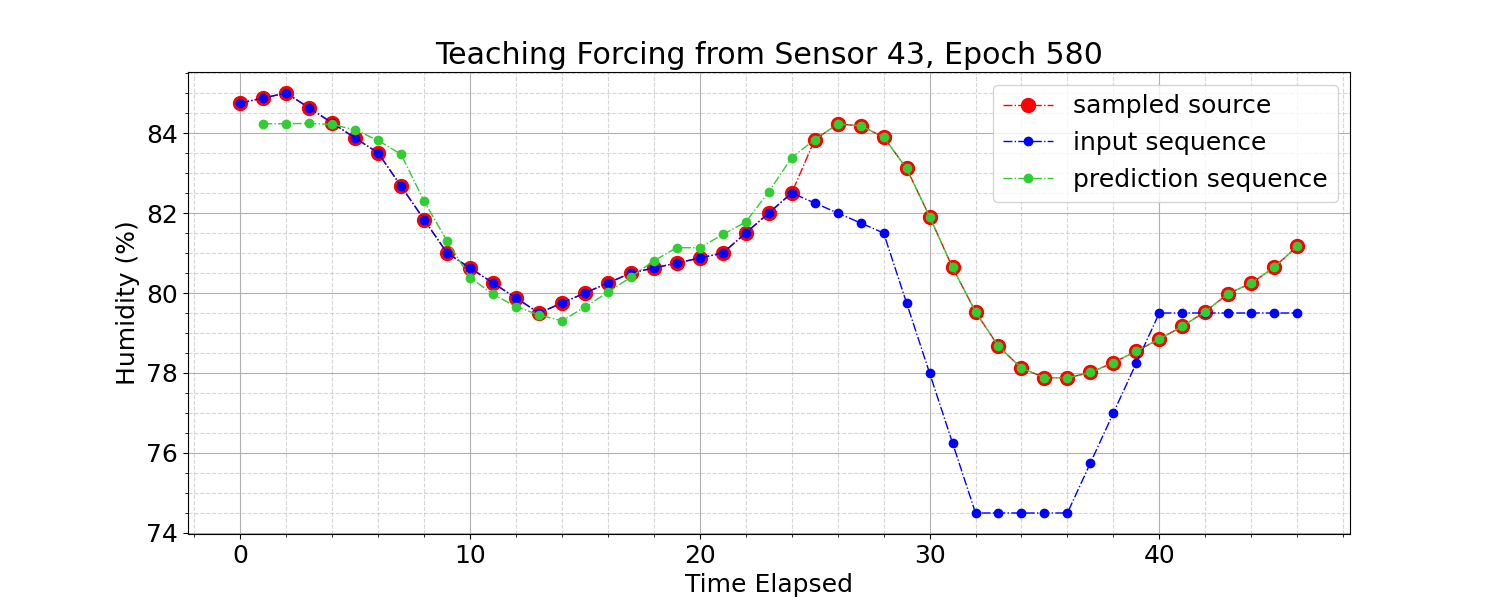 Teaching Forcing from Sensor 43, Epoch 580
sampled source
input sequence
prediction sequence
Humidity (%)
84
82
80
78
76
74
0 10 20 30 40
Time Elapsed